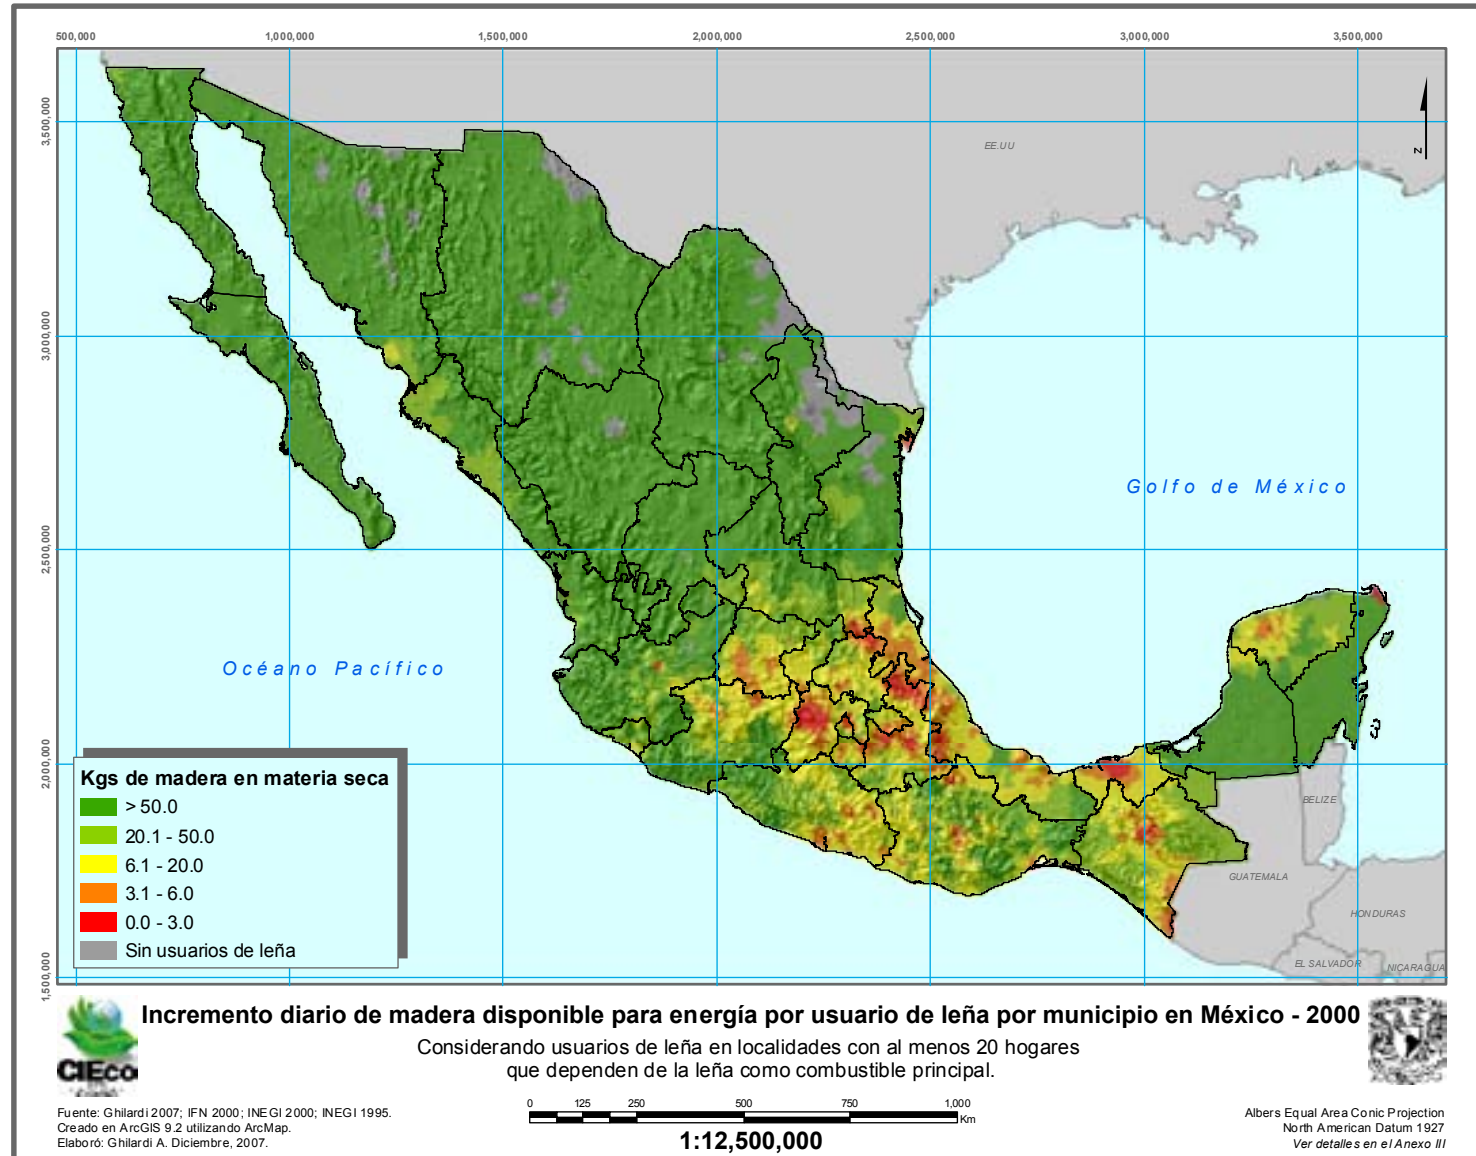 500,000 1,000,000 1,500,000 2,000,000 2,500,000 3,000,000 3,500,000
3,500,000
3,000,000
2,500,000
2,000,000
1,500,000
EE.UU
N
Golfo de México
Océano Pacífico
BELIZE
GUATEMALA
HONDURAS
EL SALVADOR
NICARAGUA
Kgs de madera en materia seca
> 50.0
20.1 - 50.0
6.1 - 20.0
3.1 - 6.0
0.0 - 3.0
Sin usuarios de leña
CIEco
Incremento diario de madera disponible para energía por usuario de leña por municipio en México - 2000
Considerando usuarios de leña en localidades con al menos 20 hogares
que dependen de la leña como combustible principal.
Fuente: Ghilardi 2007; IFN 2000; INEGI 2000; INEGI 1995.
Creado en ArcGIS 9.2 utilizando ArcMap.
Elaboró: Ghilardi A. Diciembre, 2007.
0 125 250 500 750 1,000
Km
1:12,500,000
Albers Equal Area Conic Projection
North American Datum 1927
Ver detalles en el Anexo III